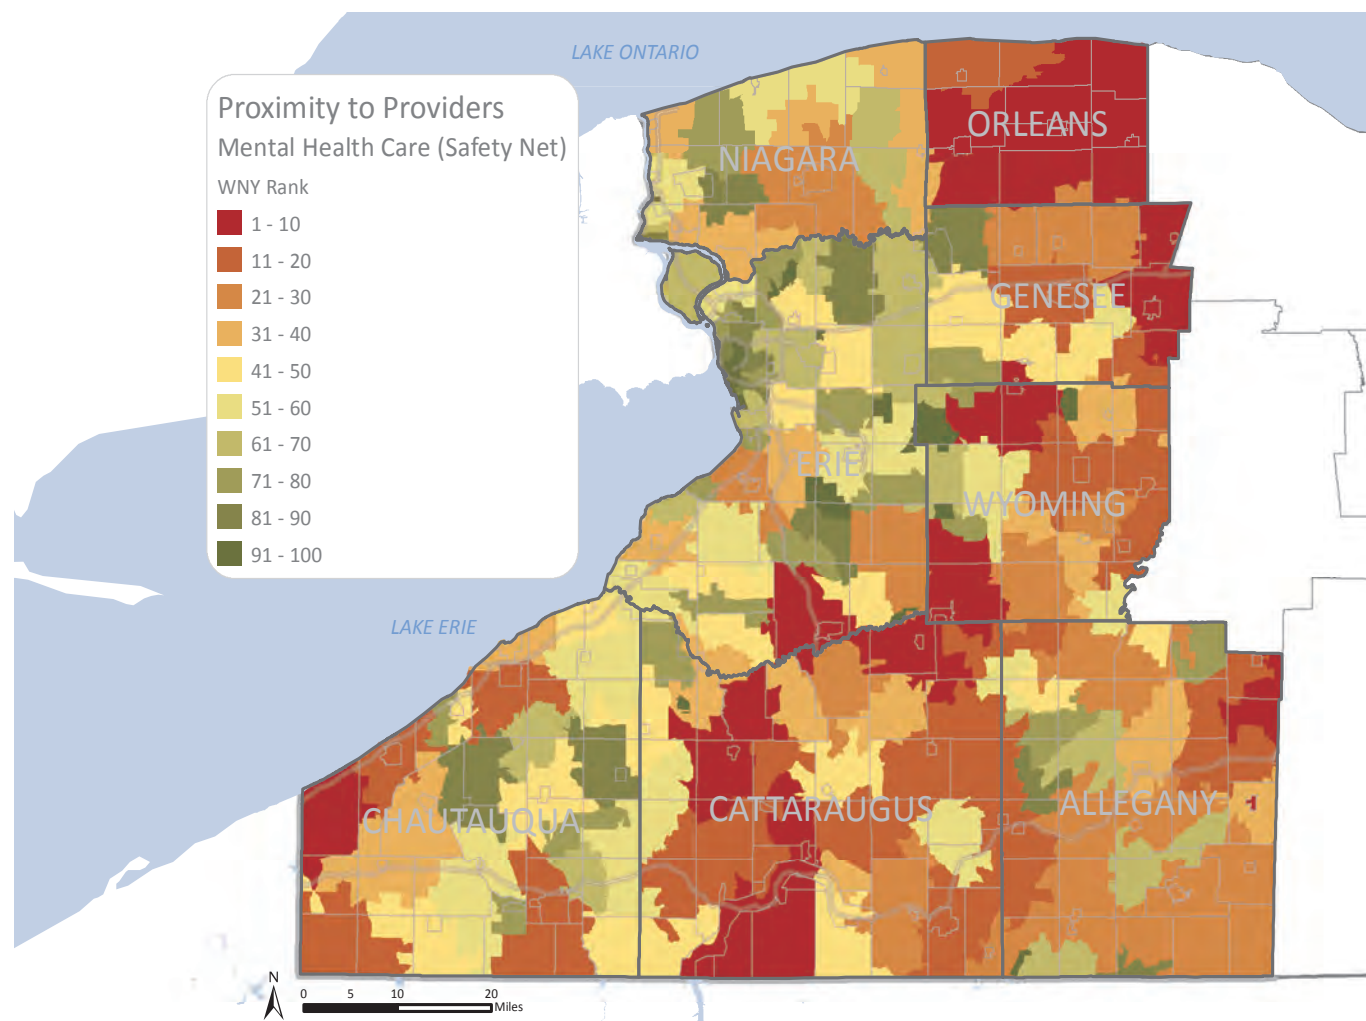 LAKE ONTARIO
Proximity to Providers
Mental Health Care (Safety Net)
WNY Rank
1 - 10
11 - 20
21 - 30
31 - 40
41 - 50
51 - 60
61 - 70
71 - 80
81 - 90
91 - 100
ORLEANS
NIAGARA
GENESEE
ERIE
WYOMING
LAKE ERIE
CHAUTAUQUA
CATTARAUGUS
ALLEGANY
N
0 5 10 20
Miles